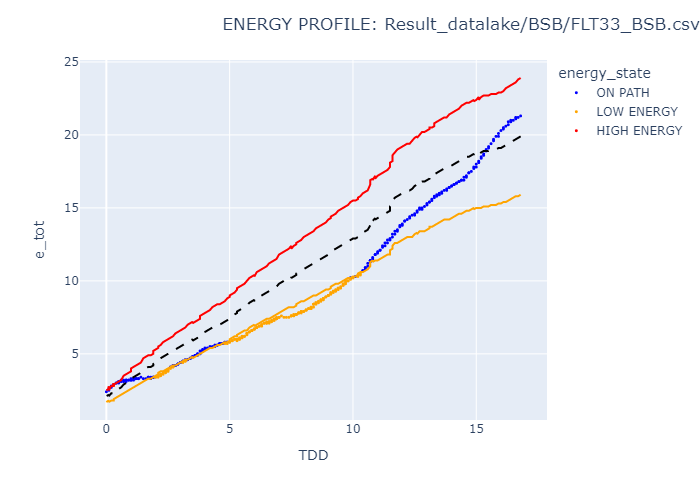 ENERGY PROFILE: Result_datalake/BSB/FLT33_BSB.csv
energy_state
ON PATH
LOW ENERGY
HIGH ENERGY
e_tot
25
20
15
10
5
0
5
10
15
TDD